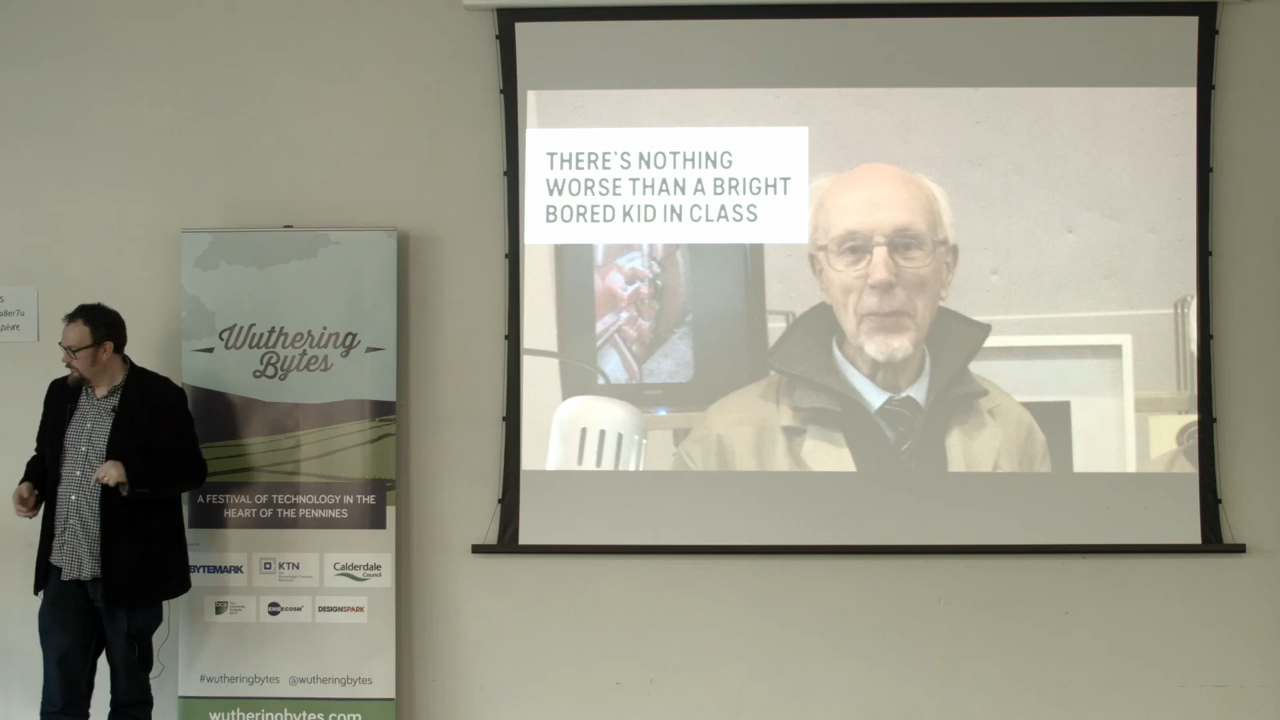 THERE'S NOTHING
WORSE THAN A BRIGHT
BORED KID IN CLASS
Wuthering
Bytes
A FESTIVAL OF TECHNOLOGY IN THE
HEART OF THE PENNINES
BYTEMARK
KTN
Calderdale
Council
EMBECOSM
DESIGNSPARK
#wutheringbytes @wutheringbytes
wutheringbytes.com